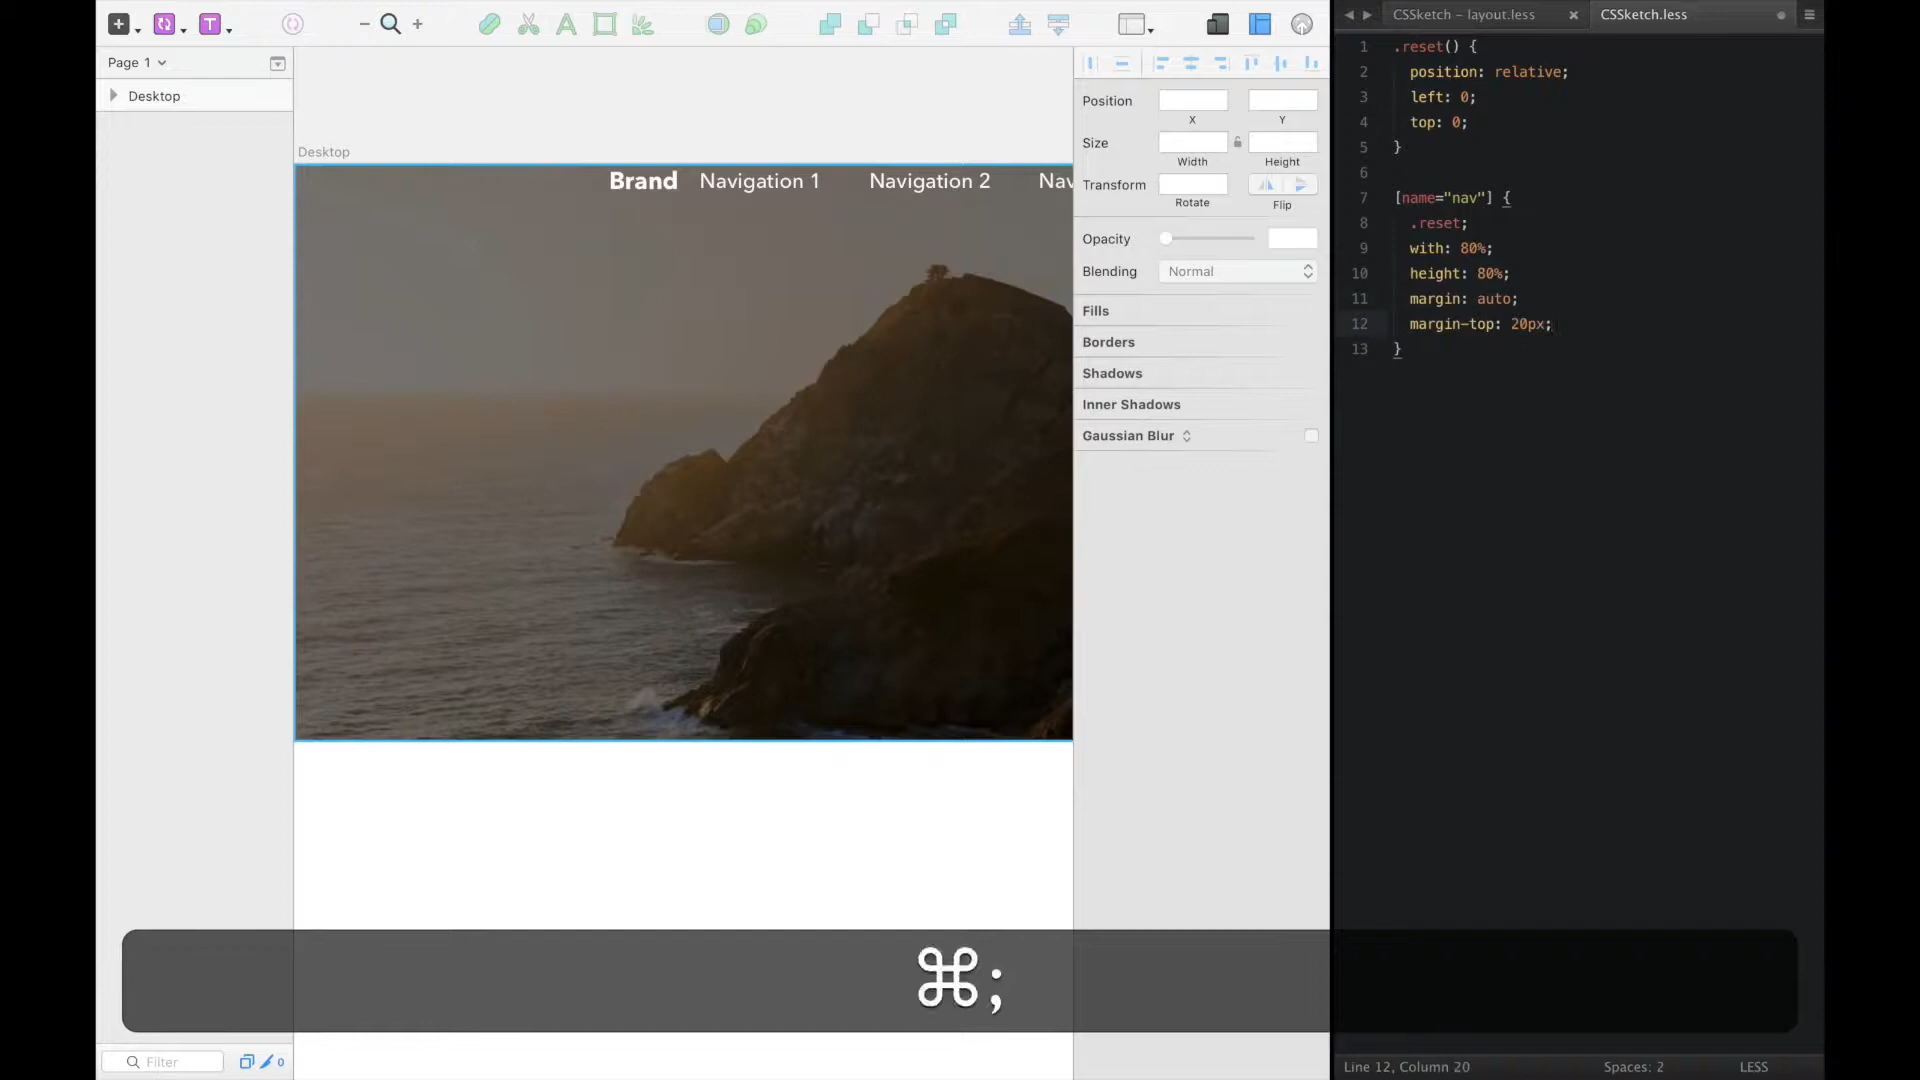 T
A
Page 1
Desktop
Desktop
Brand Navigation 1 Navigation 2 Nav
Position
X Y
Size
Width Height
Transform
Rotate Flip
Opacity
Blending Normal
Fills
Borders
Shadows
Inner Shadows
Gaussian Blur
Filter
0
⌘;
CSSketch - layout.less CSSketch.less
1 .reset() {
2 position: relative;
3 left: 0;
4 top: 0;
5 }
6
7 [name="nav"] {
8 .reset;
9 with: 80%;
10 height: 80%;
11 margin: auto;
12 margin-top: 20px;
13 }
Line 12, Column 20 Spaces: 2 LESS